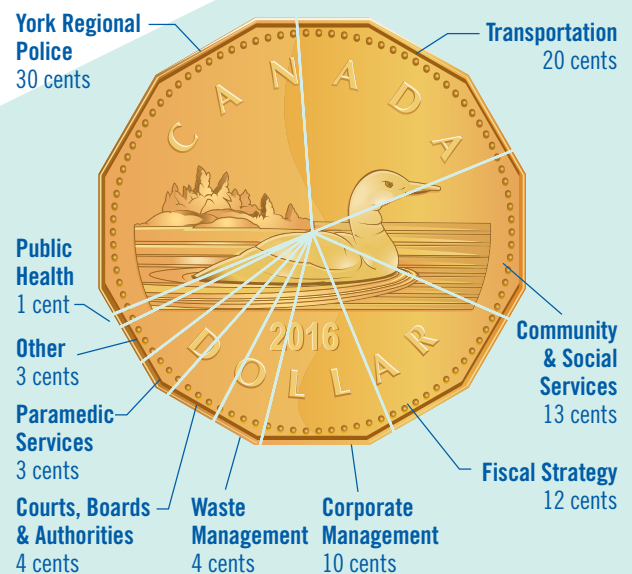 York Regional
Police
30 cents
Transportation
20 cents
CANADA
Public
Health
1 cent
Other
3 cents
Paramedic
Services
3 cents
Courts, Boards
& Authorities
4 cents
Waste
Management
4 cents
Corporate
Management
10 cents
Fiscal Strategy
12 cents
Community
& Social
Services
13 cents
2016
DOLLAR